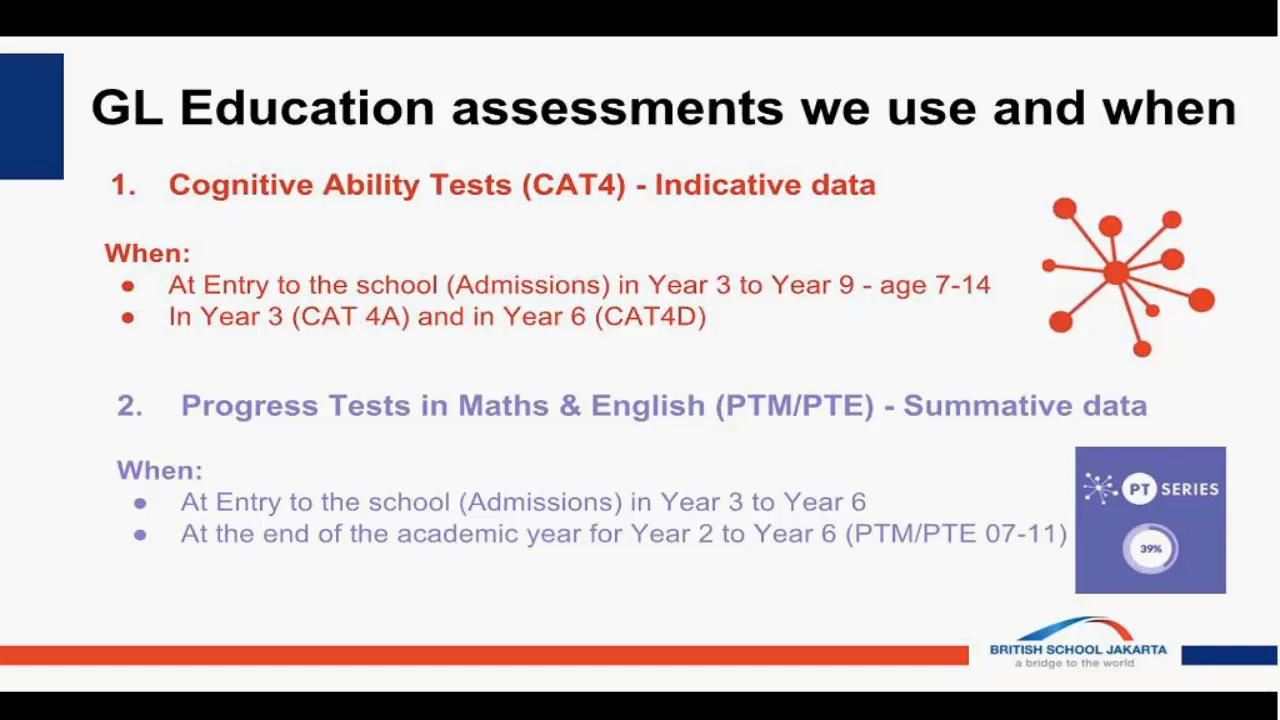 GL Education assessments we use and when
1. Cognitive Ability Tests (CAT4) - Indicative data
When:
● At Entry to the school (Admissions) in Year 3 to Year 9 - age 7-14
● In Year 3 (CAT 4A) and in Year 6 (CAT4D)
2. Progress Tests in Maths & English (PTM/PTE) - Summative data
When:
● At Entry to the school (Admissions) in Year 3 to Year 6
● At the end of the academic year for Year 2 to Year 6 (PTM/PTE 07-11)
PT SERIES
39%
BRITISH SCHOOL JAKARTA
a bridge to the world